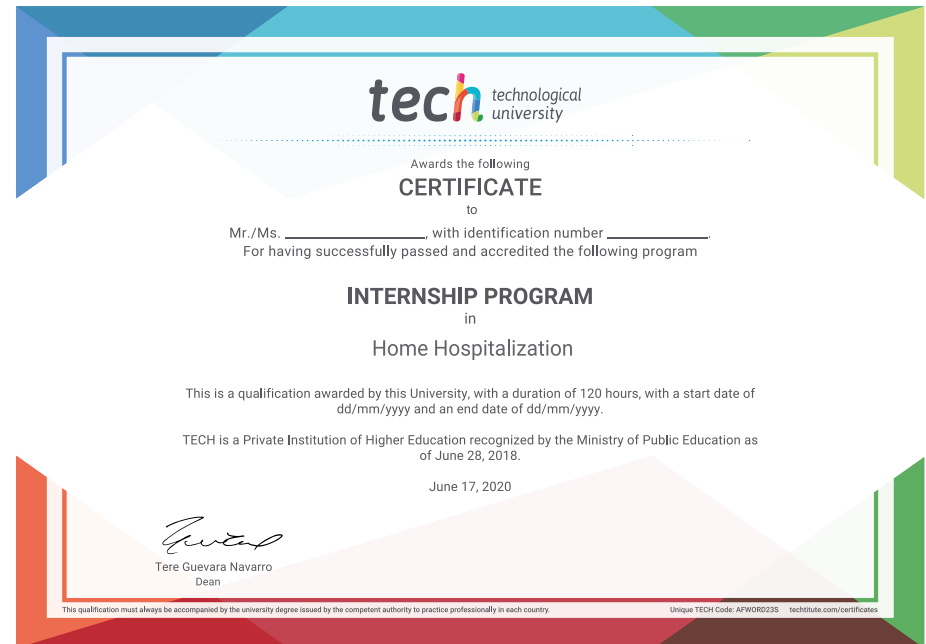 tech technological
university
Awards the following
CERTIFICATE
to
Mr./Ms. ____________________, with identification number ______________.
For having successfully passed and accredited the following program
INTERNSHIP PROGRAM
in
Home Hospitalization
This is a qualification awarded by this University, with a duration of 120 hours, with a start date of
dd/mm/yyyy and an end date of dd/mm/yyyy.
TECH is a Private Institution of Higher Education recognized by the Ministry of Public Education as
of June 28, 2018.
June 17, 2020
Tere Guevara Navarro
Dean
This qualification must always be accompanied by the university degree issued by the competent authority to practice professionally in each country.
Unique TECH Code: AFWORD23S techtitute.com/certificates